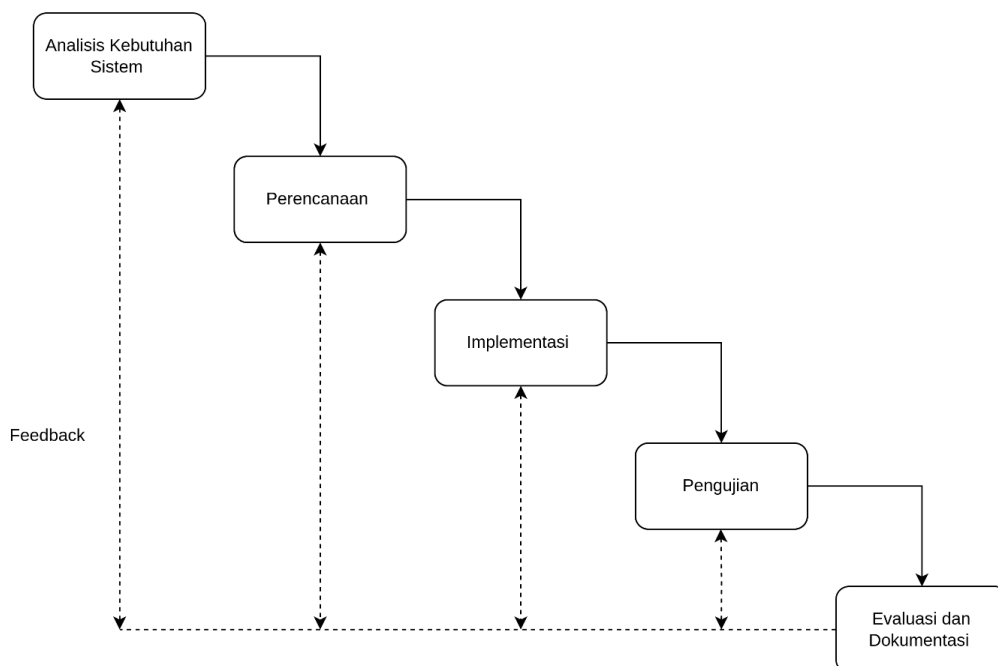 Analisis Kebutuhan
Sistem
Perencanaan
Implementasi
Feedback
Pengujian
Evaluasi dan
Dokumentasi